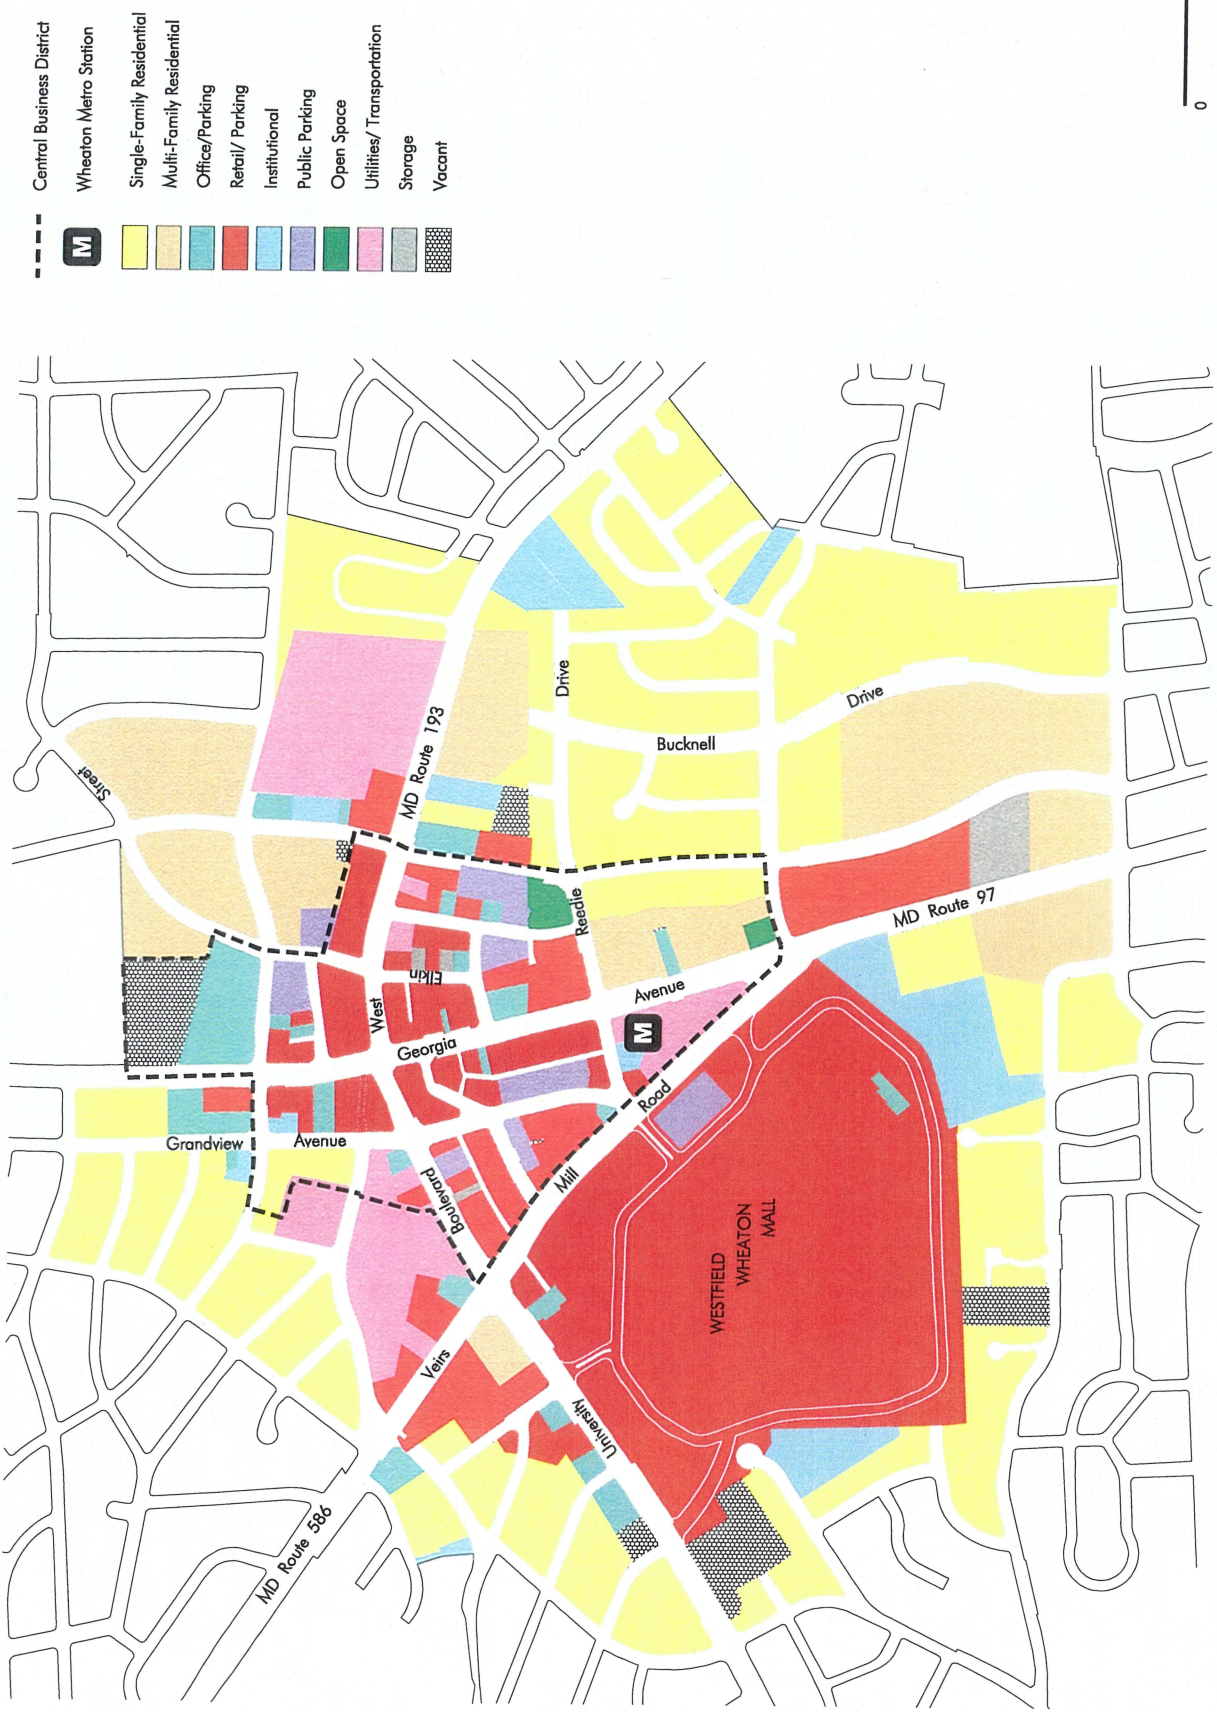 Central Business District
M
Wheaton Metro Station
Single-Family Residential
Multi-Family Residential
Office/Parking
Retail/ Parking
Institutional
Public Parking
Open Space
Utilities/ Transportation
Storage
Vacant
0
Street
MD Route 193
Drive
Bucknell
Drive
Reedie
MD Route 97
Elkin
West
Georgia
Avenue
M
Grandview
Avenue
Boulevard
Road
Mill
WESTFIELD
WHEATON
MALL
Veirs
University
MD Route 586